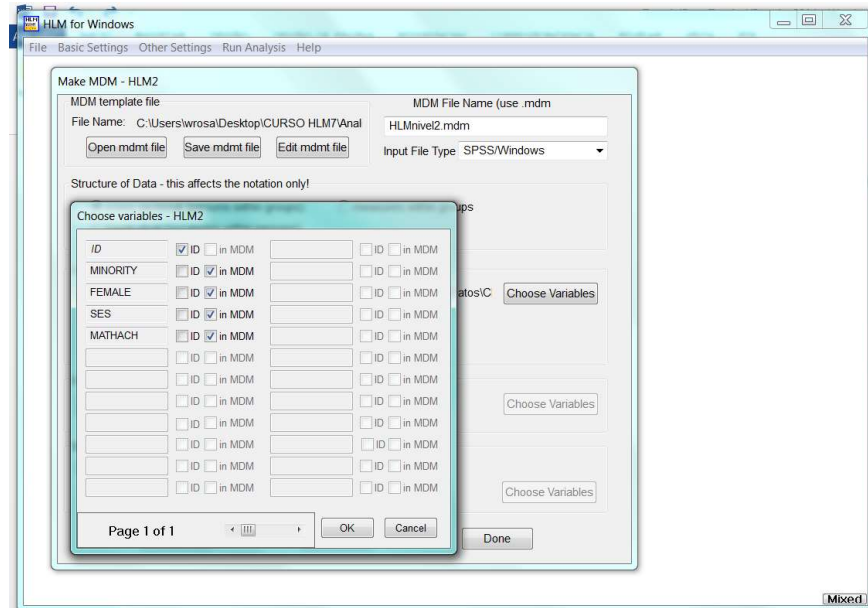 HLM for Windows
File Basic Settings Other Settings Run Analysis Help
Make MDM - HLM2
MDM template file
File Name: C:\Users\wrosa\Desktop\CURSO HLM7\Anal
Open mdmt file Save mdmt file Edit mdmt file
MDM File Name (use .mdm
HLMnivel2.mdm
Input File Type SPSS/Windows
Structure of Data - this affects the notation only!
ups
Choose variables - HLM2
ID ID in MDM ID in MDM
MINORITY ID in MDM ID in MDM
FEMALE ID in MDM ID in MDM
SES ID in MDM ID in MDM
MATHACH ID in MDM ID in MDM
ID in MDM ID in MDM
ID in MDM ID in MDM
ID in MDM ID in MDM
ID in MDM ID in MDM
ID in MDM ID in MDM
ID in MDM ID in MDM
ID in MDM ID in MDM
Page 1 of 1 OK Cancel
atos\C Choose Variables
Choose Variables
Choose Variables
Done
Mixed